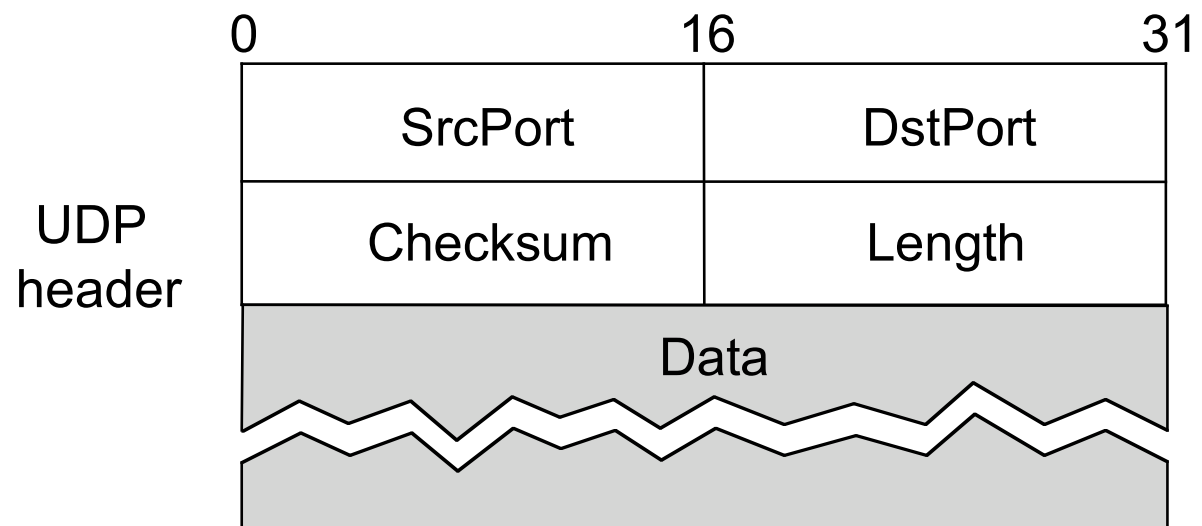 0 16 31
SrcPort DstPort
UDP
header
Checksum Length
Data